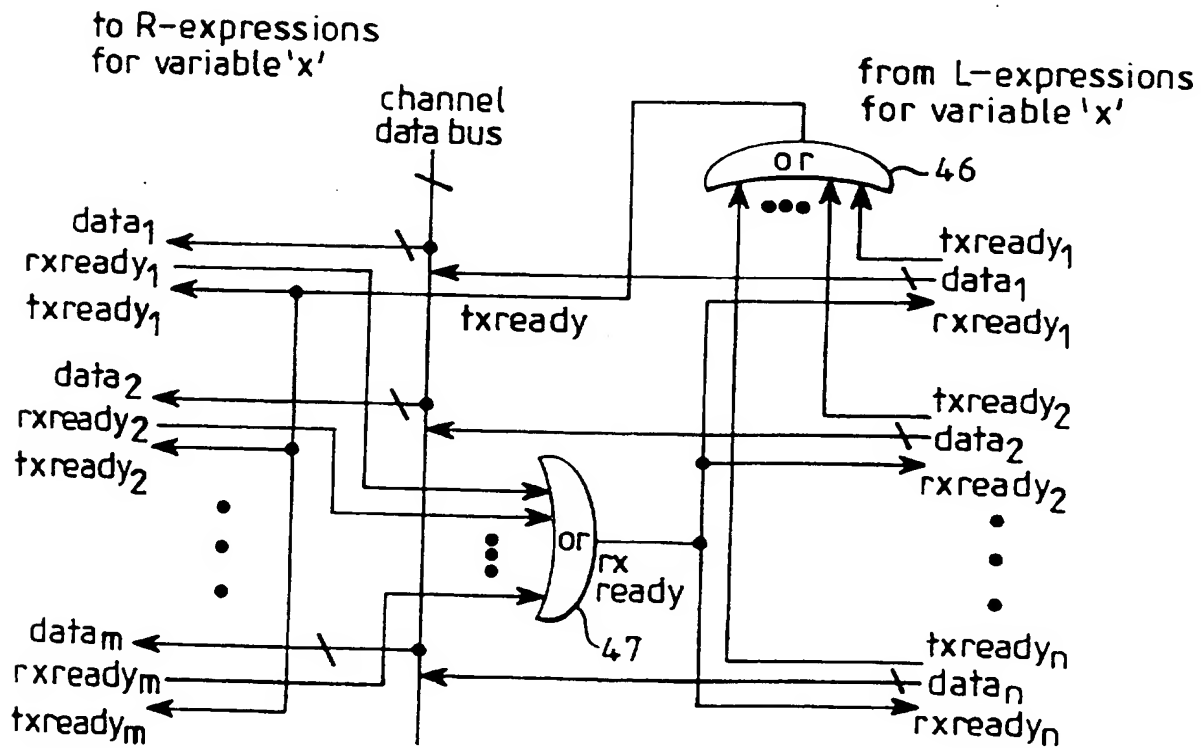 to R-expressions
for variable 'x'
channel
data bus
from L-expressions
for variable 'x'
or
46
data1
rxready1
txready1
txready
txready1
data1
rxready1
data2
rxready2
txready2
txready2
data2
rxready2
or
rx
ready
47
datam
rxreadym
txreadym
txreadyn
datan
rxreadyn